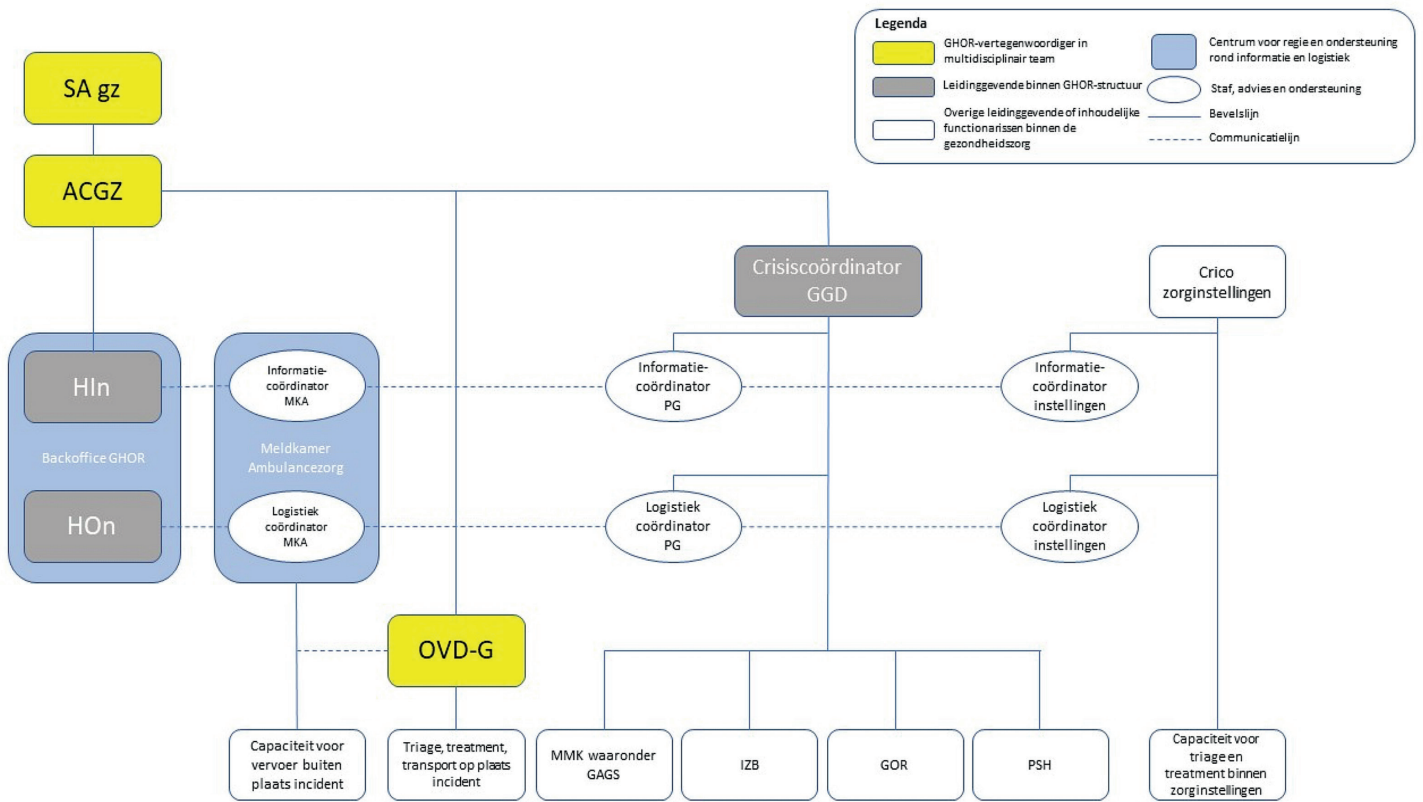 Legenda
GHOR-vertegenwoordiger in
multidisciplinair team
Leidinggevende binnen GHOR-structuur
Overige leidinggevende of inhoudelijke
functionarissen binnen de
gezondheidszorg
Centrum voor regie en ondersteuning
rond informatie en logistiek
Staf, advies en ondersteuning
Bevelslijn
Communicatielijn
SA gz
ACGZ
Crisiscoördinator
GGD
Crico
zorginstellingen
HIn
Informatie-
coördinator
MKA
Informatie-
coördinator
PG
Informatie-
coördinator
instellingen
Backoffice GHOR
Meldkamer
Ambulancezorg
HOn
Logistiek
coördinator
MKA
Logistiek
coördinator
PG
Logistiek
coördinator
instellingen
OVD-G
Capaciteit voor
vervoer buiten
plaats incident
Triage, treatment,
transport op plaats
incident
MMK waaronder
GAGS
IZB
GOR
PSH
Capaciteit voor
triage en
treatment binnen
zorginstellingen